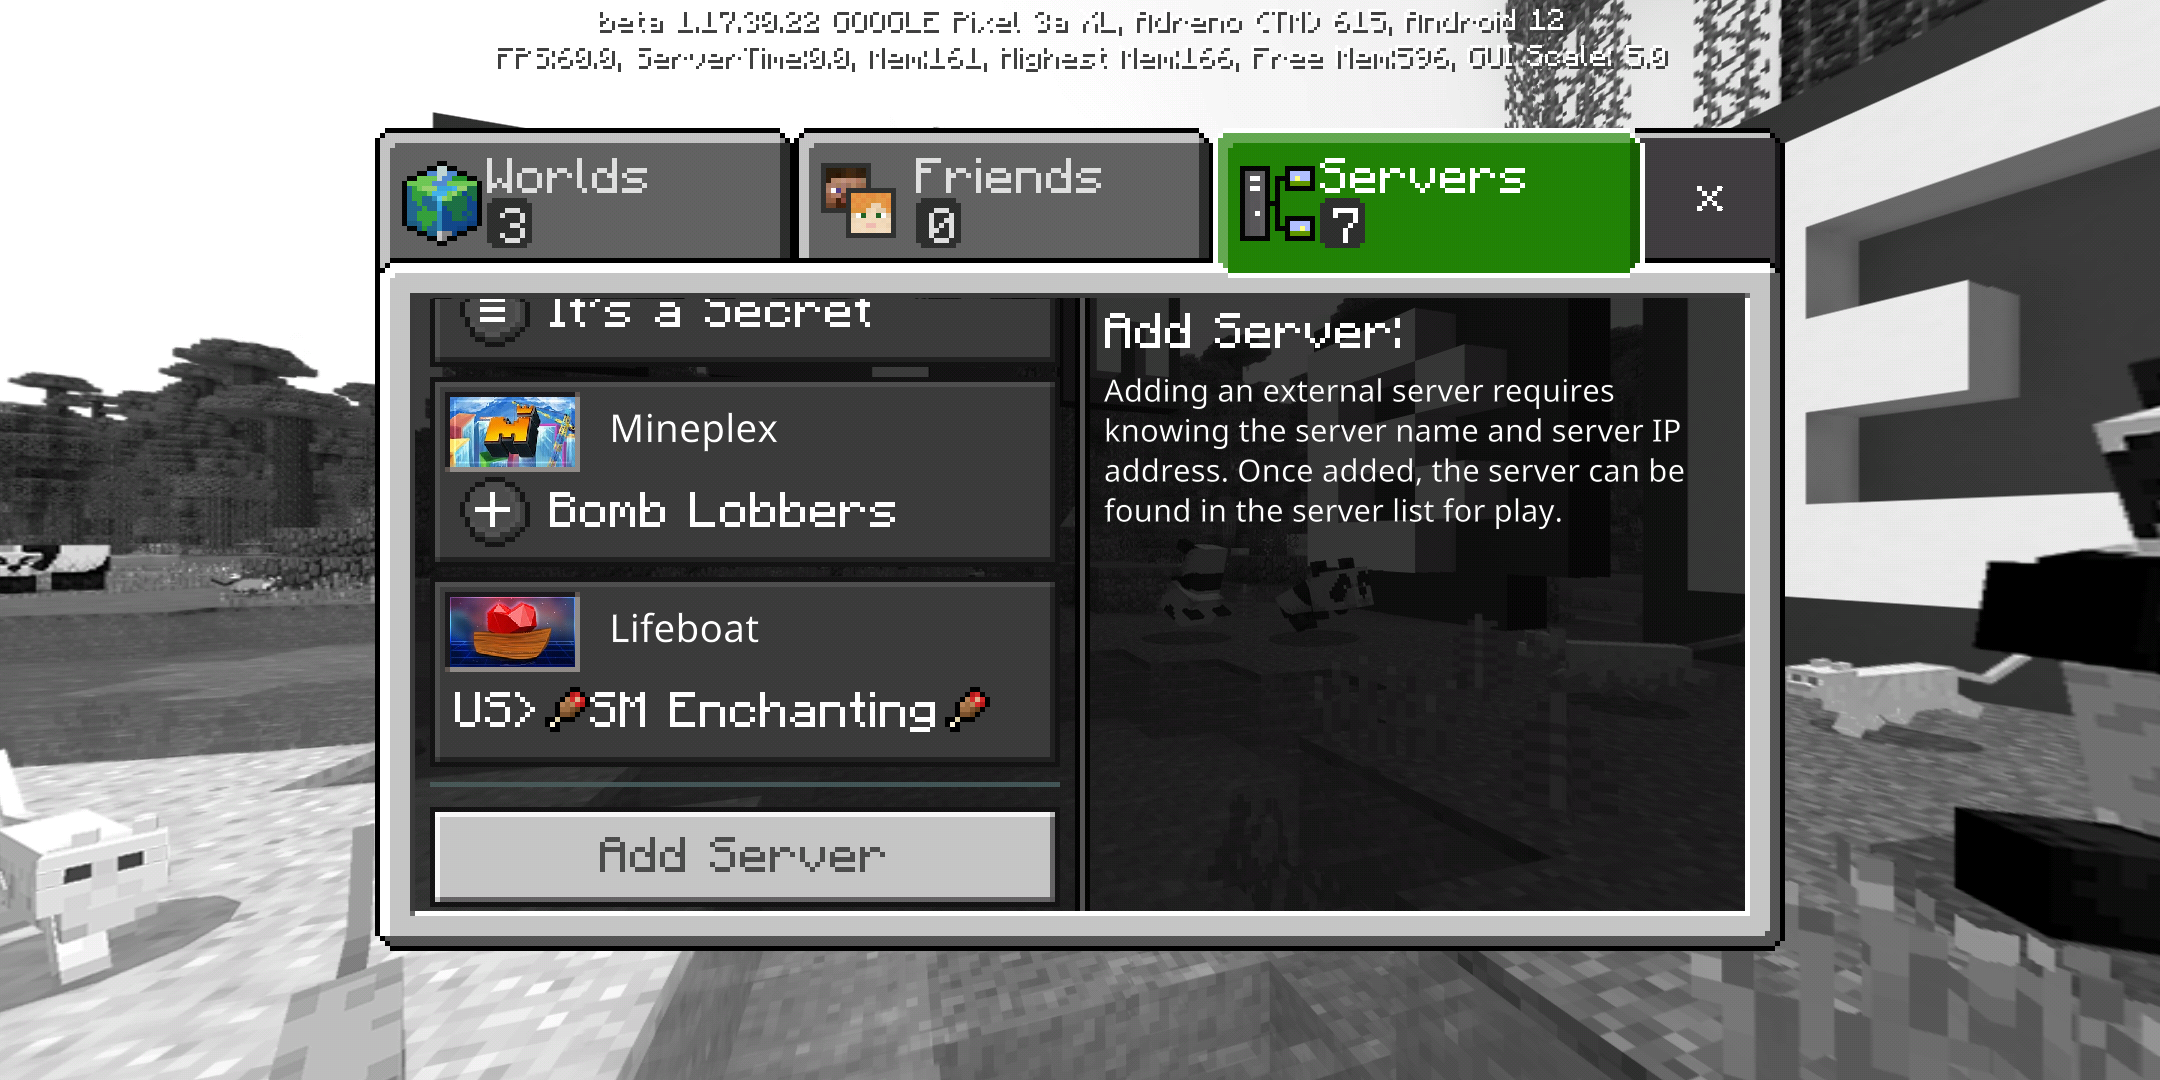 beta 1.17.30.22 GOOGLE Pixel 3a XL, Adreno (TM) 615, Android 12
FPS:60.0, ServerTime:0.0, Mem:161, Highest Mem:166, Free Mem:596, GUI Scale: 5.0
Worlds
3
Friends
0
Servers
7
x
It's a Secret
Mineplex
Bomb Lobbers
Lifeboat
US> SM Enchanting
Add Server
Add Server:
Adding an external server requires
knowing the server name and server IP
address. Once added, the server can be
found in the server list for play.